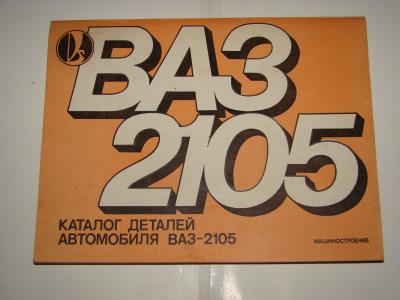 ВАЗ
2105
КАТАЛОГ ДЕТАЛЕЙ
АВТОМОБИЛЯ ВАЗ-2105
МАШИНОСТРОЕНИЕ